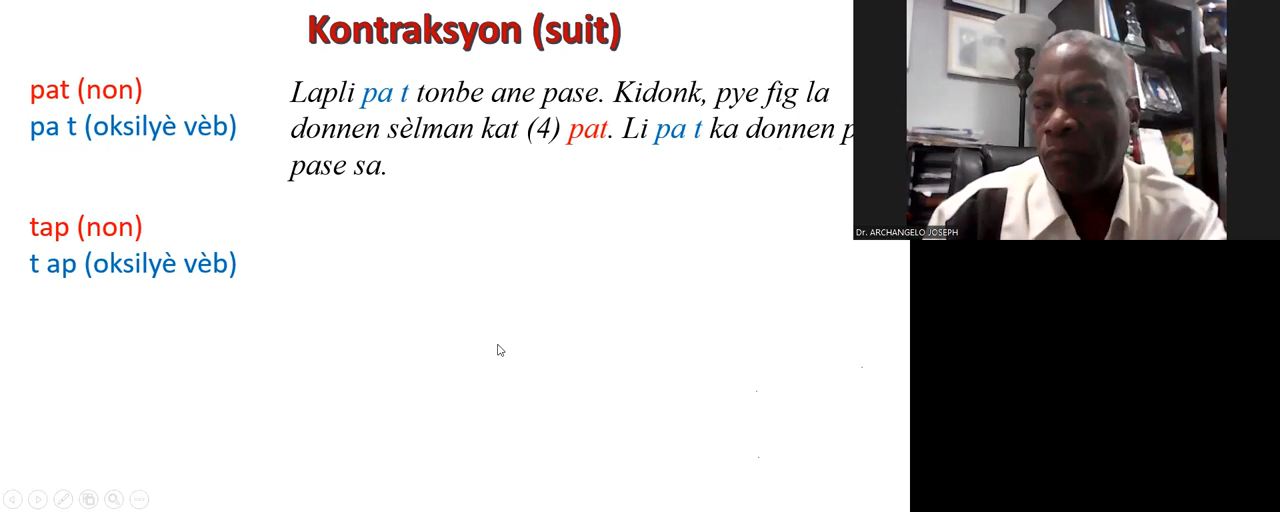 Kontraksyon (suit)
pat (non)
pa t (oksilyè vèb)
Lapli pa t tonbe ane pase. Kidonk, pye fig la
donnen sèlman kat (4) pat. Li pa t ka donnen
pase sa.
tap (non)
t ap (oksilyè vèb)
Dr. ARCHANGELO JOSEPH